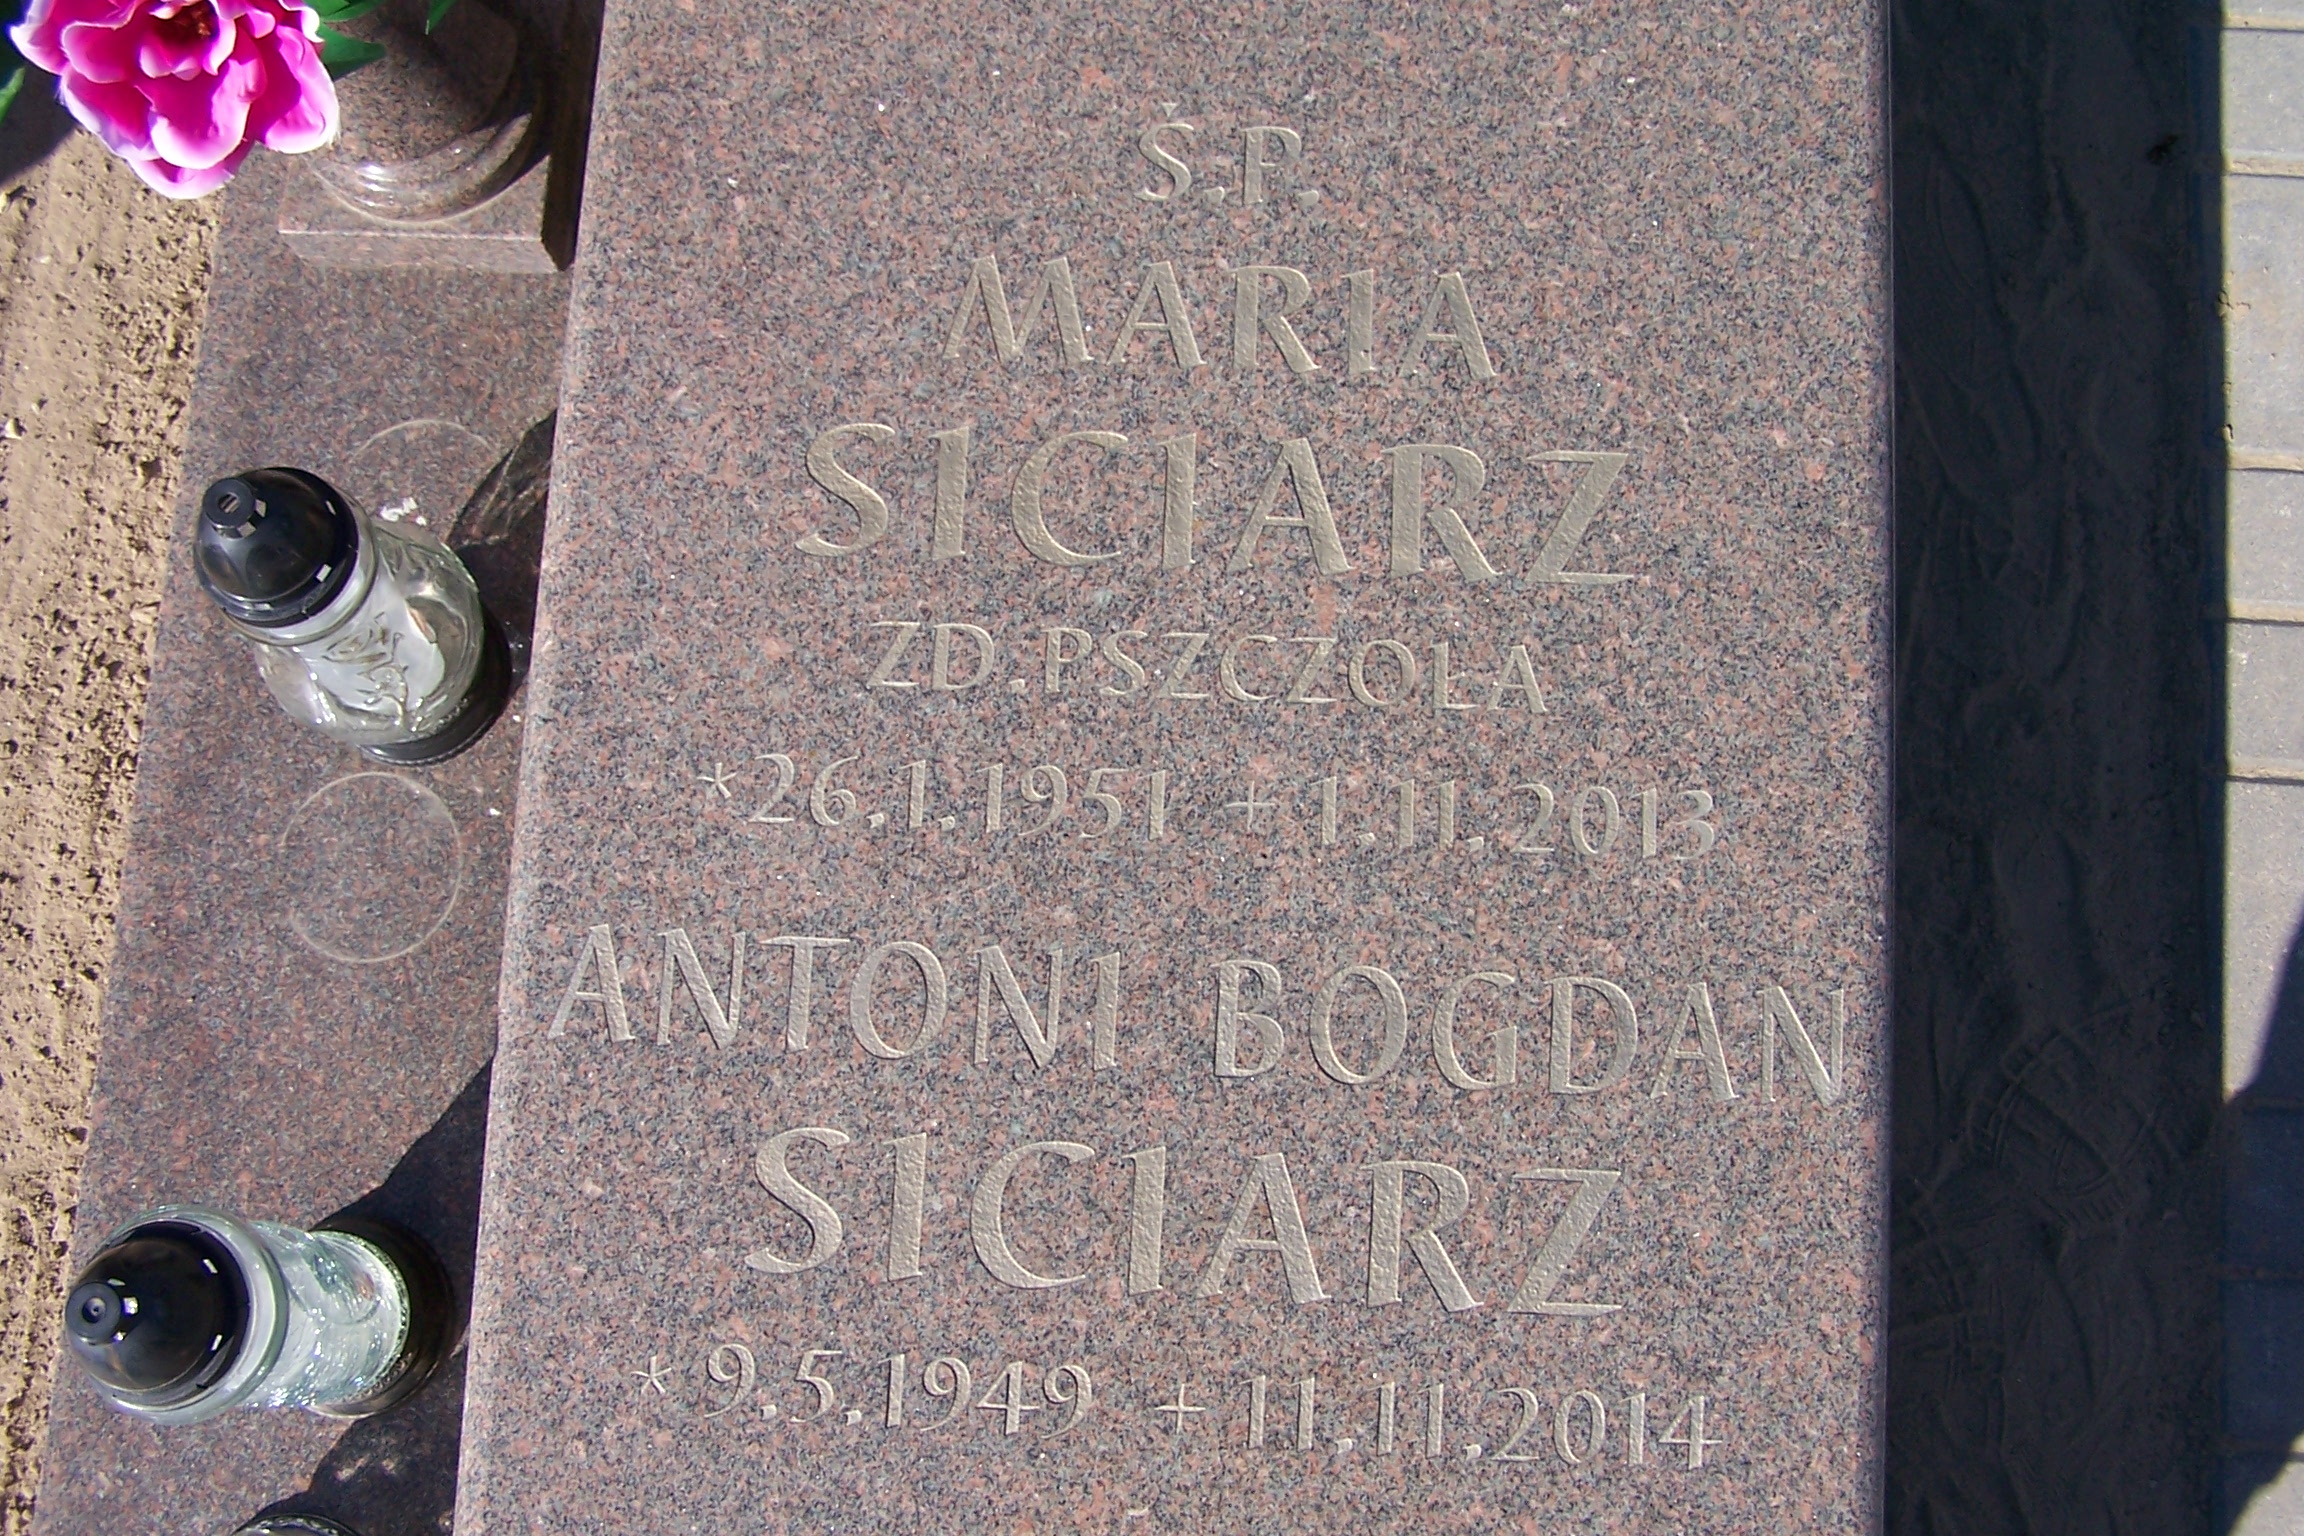 Ś.P.
MARIA
SICIARZ
ZD.PSZCZOŁA
*26.1.1951 + 1.11.2013
ANTONI BOGDAN
SICIARZ
* 9.5.1949 + 11.11.2014